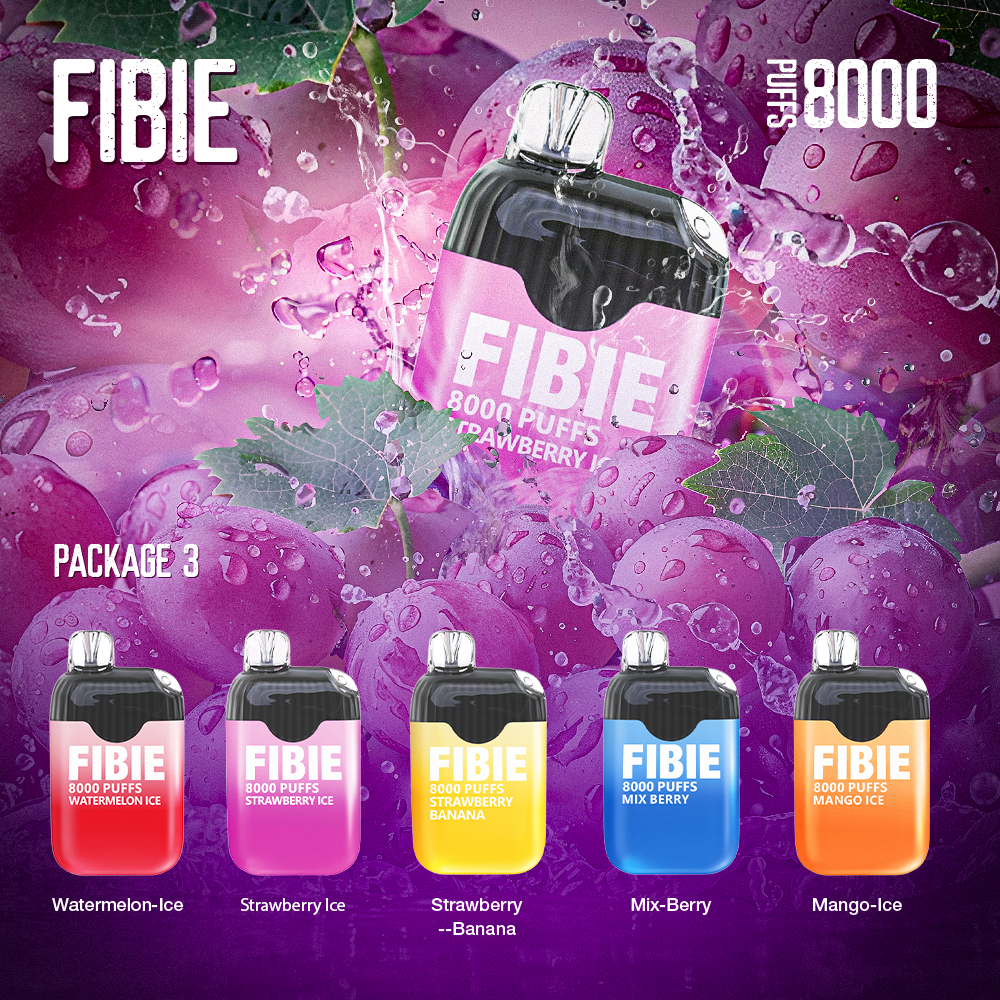 FIBIE
PUFFS 8000
FIBIE
8000 PUFFS
STRAWBERRY
PACKAGE 3
FIBIE
8000 PUFFS
WATERMELON ICE
FIBIE
8000 PUFFS
STRAWBERRY ICE
FIBIE
8000 PUFFS
STRAWBERRY
BANANA
FIBIE
8000 PUFFS
MIX BERRY
FIBIE
8000 PUFFS
MANGO ICE
Watermelon-Ice
Strawberry Ice
Strawberry
--Banana
Mix-Berry
Mango-Ice